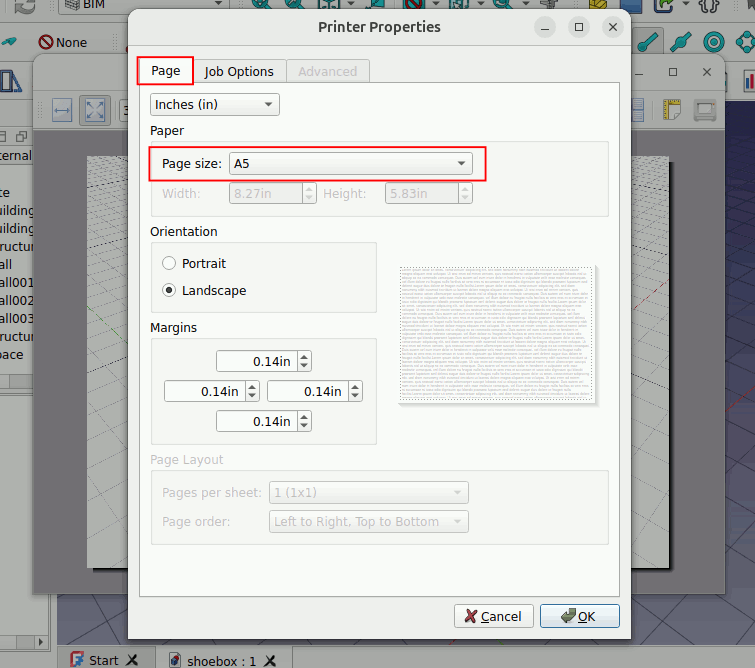 BIM
Printer Properties
None
Page
Job Options
Advanced
Inches (in)
Paper
Page size: A5
Width: 8.27in Height: 5.83in
Orientation
Portrait
Landscape
Margins
0.14in
0.14in 0.14in
0.14in
Page Layout
Pages per sheet: 1 (1x1)
Page order: Left to Right, Top to Bottom
Cancel
OK
ternal
te
uilding
uilding
tructur
all
all001
all002
all003
tructur
pace
Start
shoebox : 1